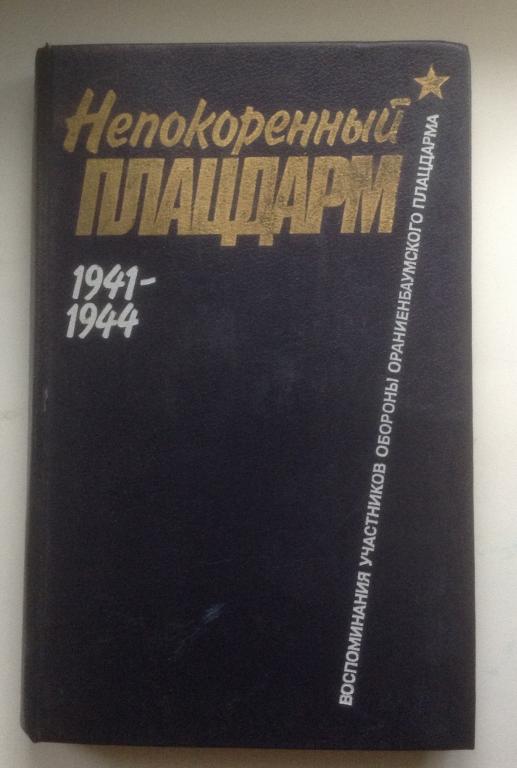 Непокоренный
ПЛАЦДАРМ
1941-
1944
ВОСПОМИНАНИЯ УЧАСТНИКОВ ОБОРОНЫ ОРАНИЕНБАУМСКОГО ПЛАЦДАРМА